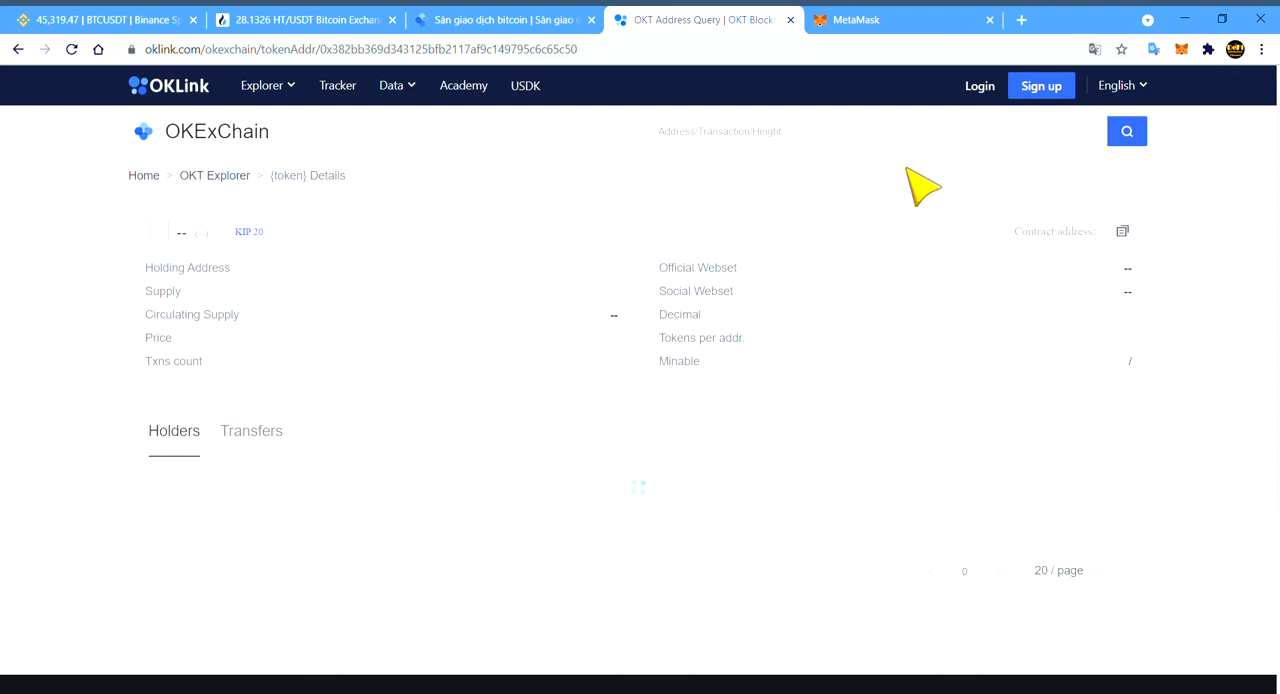 45,319.47 | BTCUSDT | Binance Sp
28.1326 HT/USDT Bitcoin Exchan
Sàn giao dịch bitcoin | Sàn giao d
OKT Address Query | OKT Block
MetaMask
oklink.com/okexchain/tokenAddr/0x382bb369d343125bfb2117af9c149795c6c65c50
OKLink
Explorer
Tracker
Data
Academy
USDK
Login
Sign up
English
OKExChain
Address/Transaction/Height
Home > OKT Explorer > {token} Details
-- (--) KIP 20
Contract address:
Holding Address
Official Webset --
Supply
Social Webset --
Circulating Supply --
Decimal
Price
Tokens per addr.
Txns count
Minable /
Holders
Transfers
< 0 >
20 / page